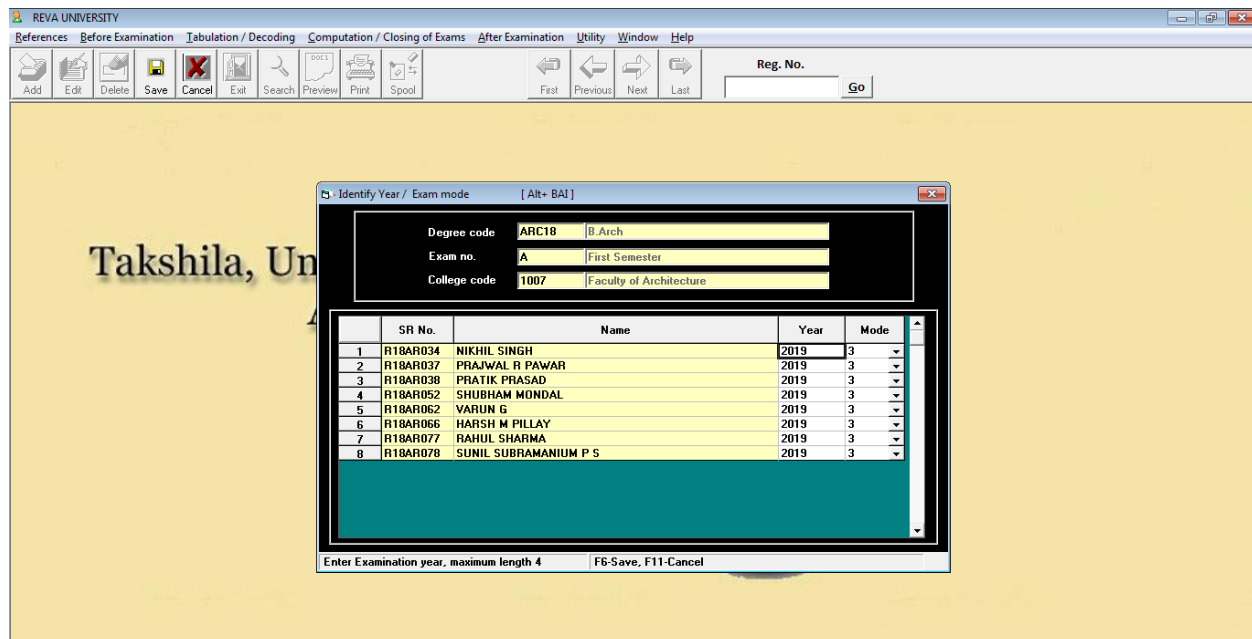 REVA UNIVERSITY
References Before Examination Tabulation / Decoding Computation / Closing of Exams After Examination Utility Window Help
Add Edit Delete Save Cancel Exit Search Preview Print Spool First Previous Next Last
Reg. No.
Go
Takshila, Un
Identify Year / Exam mode [ Alt+ BAI ]
Degree code ARC18 B.Arch
Exam no. A First Semester
College code 1007 Faculty of Architecture
SR No. Name Year Mode
1 R18AR034 NIKHIL SINGH 2019 3
2 R18AR037 PRAJWAL R PAWAR 2019 3
3 R18AR038 PRATIK PRASAD 2019 3
4 R18AR052 SHUBHAM MONDAL 2019 3
5 R18AR062 VARUN G 2019 3
6 R18AR066 HARSH M PILLAY 2019 3
7 R18AR077 RAHUL SHARMA 2019 3
8 R18AR078 SUNIL SUBRAMANIUM P S 2019 3
Enter Examination year, maximum length 4 F6-Save, F11-Cancel